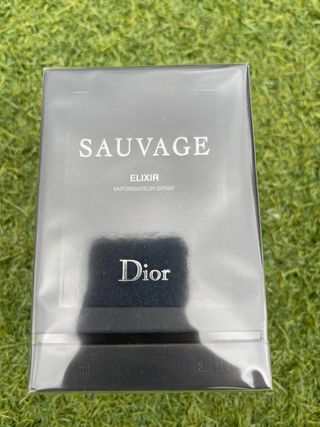 SAUVAGE
ELIXIR
VAPORISATEUR SPRAY
Dior